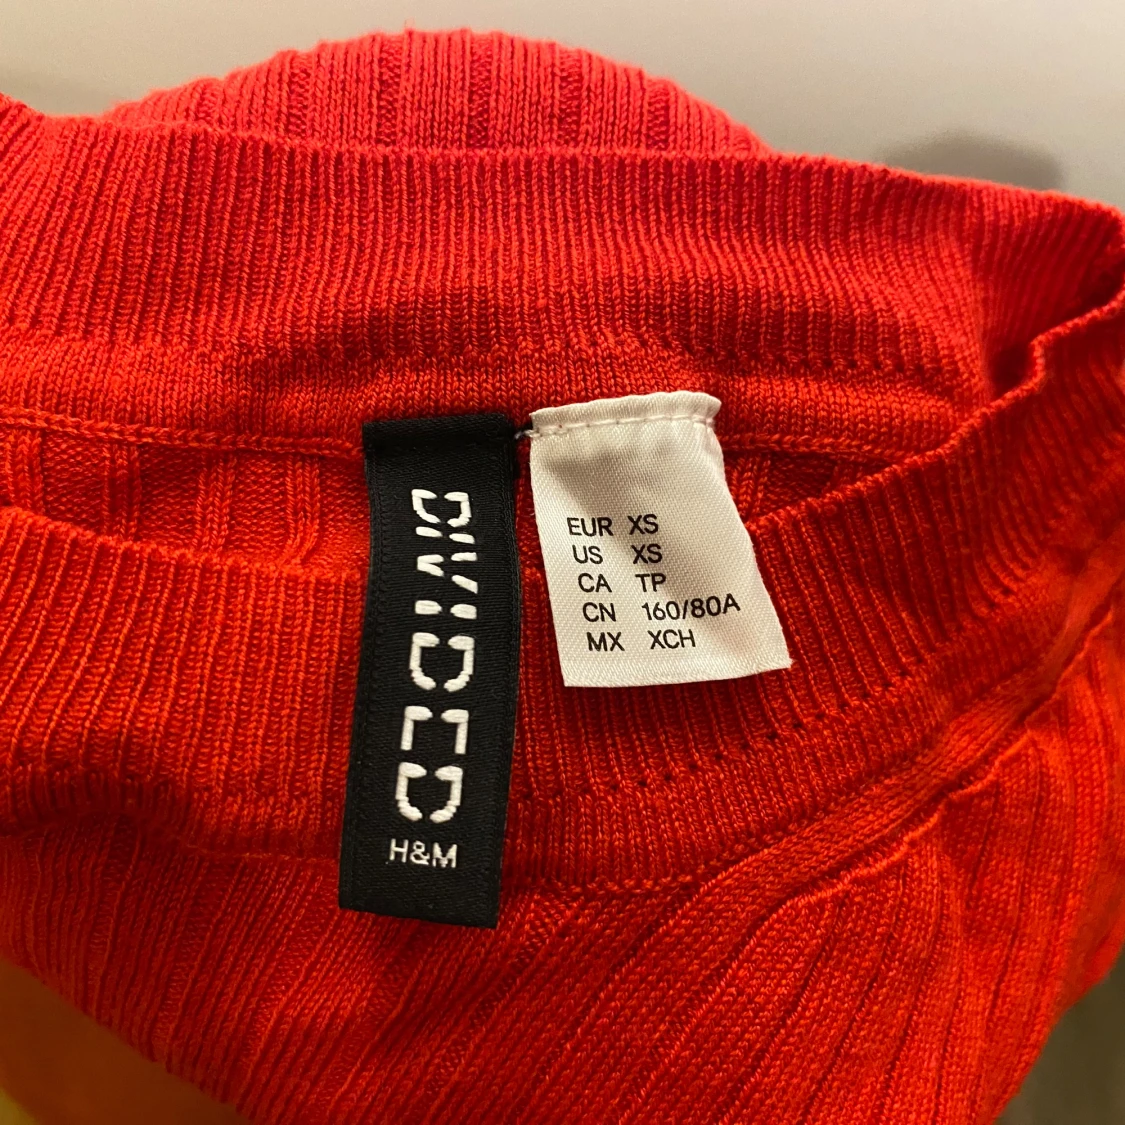 DIVIDED
H&M
EUR XS
US XS
CA TP
CN 160/80A
MX XCH